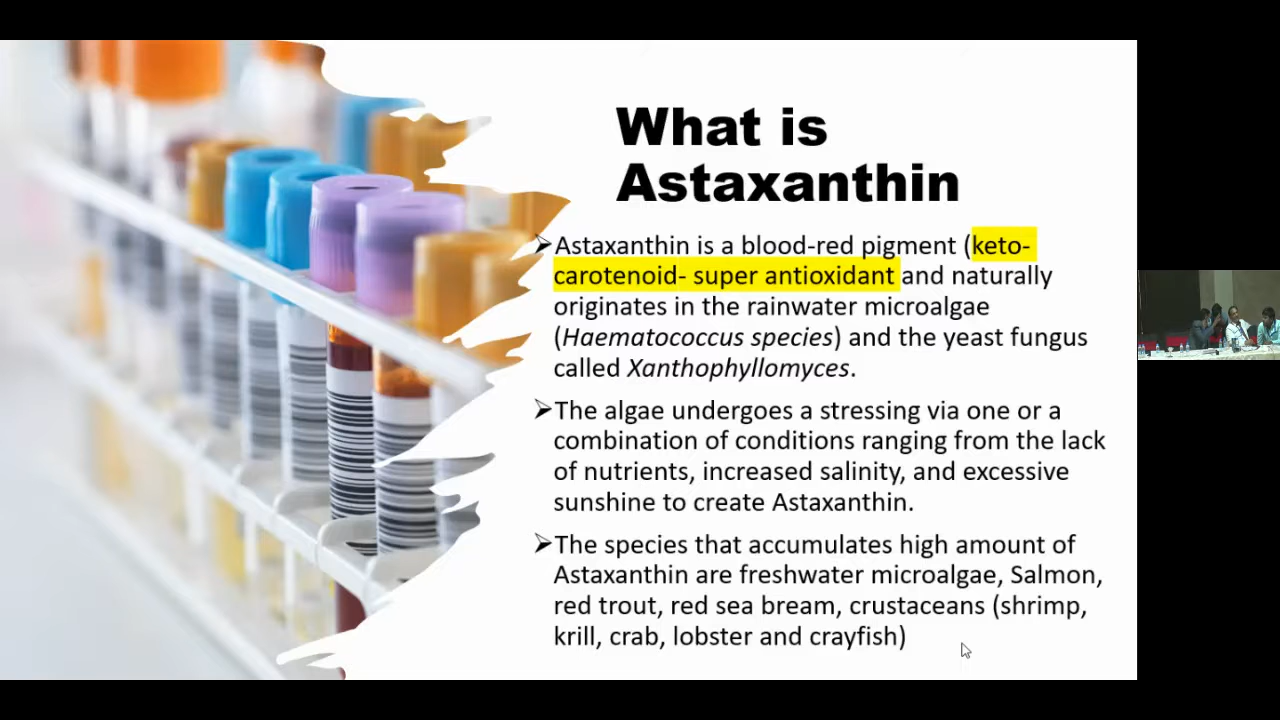 What is
Astaxanthin
➢Astaxanthin is a blood-red pigment (keto-
carotenoid- super antioxidant and naturally
originates in the rainwater microalgae
(Haematococcus species) and the yeast fungus
called Xanthophyllomyces.
➢The algae undergoes a stressing via one or a
combination of conditions ranging from the lack
of nutrients, increased salinity, and excessive
sunshine to create Astaxanthin.
➢The species that accumulates high amount of
Astaxanthin are freshwater microalgae, Salmon,
red trout, red sea bream, crustaceans (shrimp,
krill, crab, lobster and crayfish)